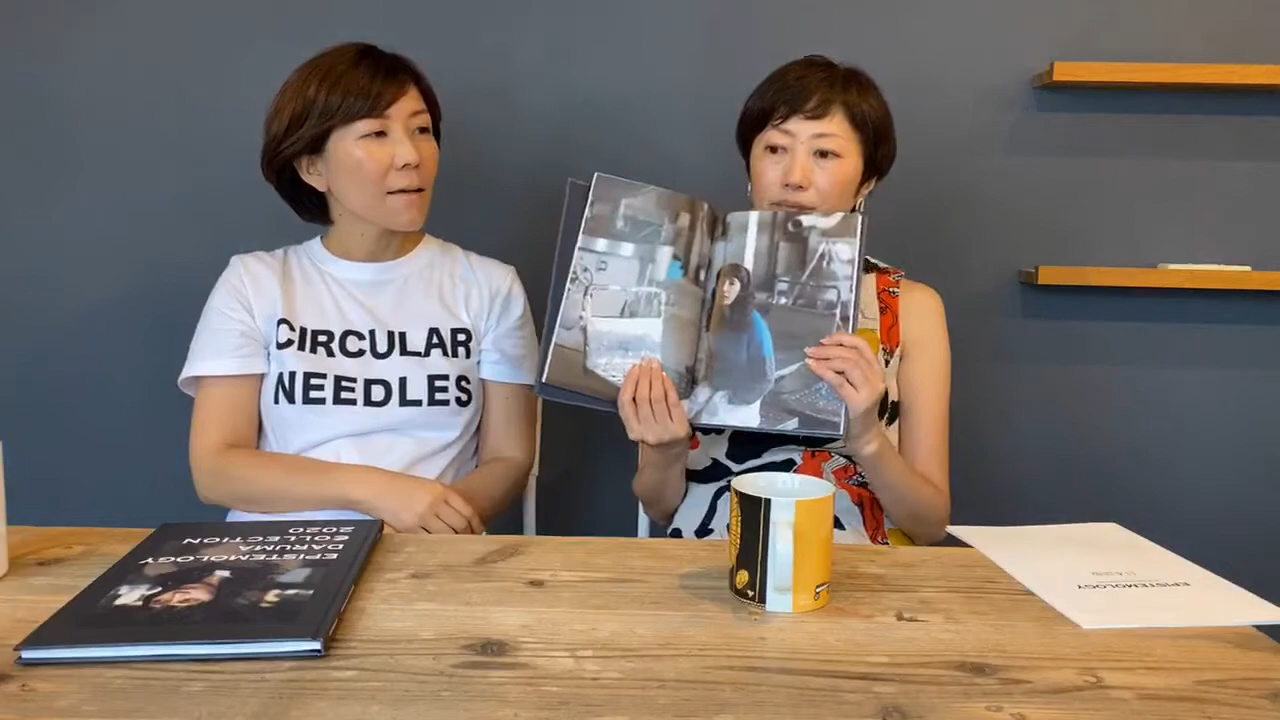 CIRCULAR
NEEDLES
EPISTEMOLOGY
DARUMA
COLLECTION
2020
EPISTEMOLOGY